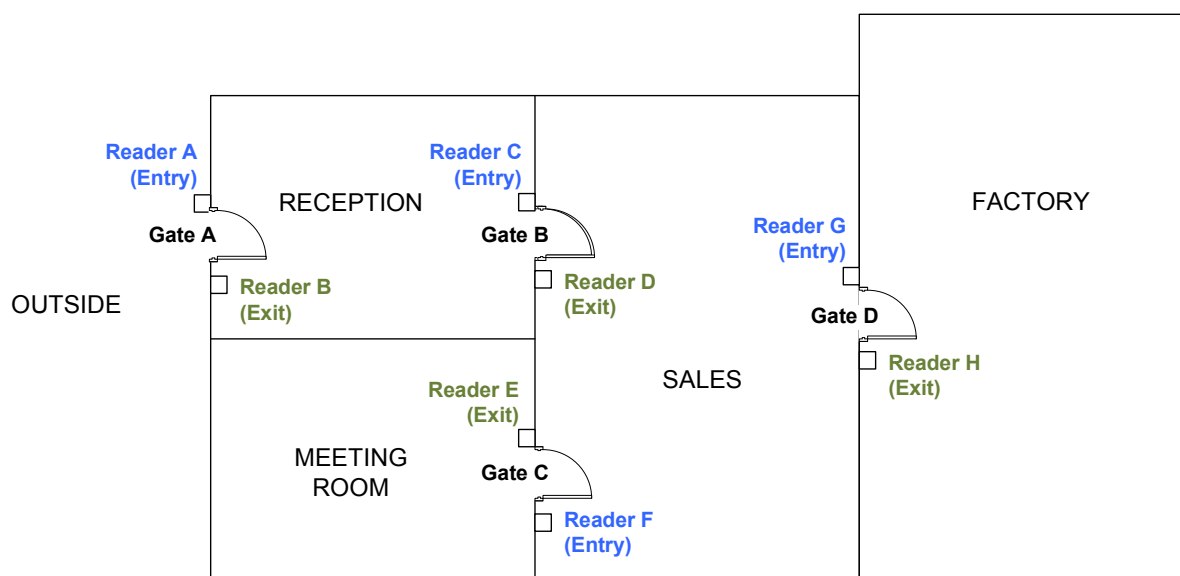 Reader A
(Entry)
Reader C
(Entry)
RECEPTION
FACTORY
Gate A
Gate B
Reader G
(Entry)
Reader B
(Exit)
Reader D
(Exit)
OUTSIDE
Gate D
Reader H
(Exit)
SALES
Reader E
(Exit)
MEETING
ROOM
Gate C
Reader F
(Entry)